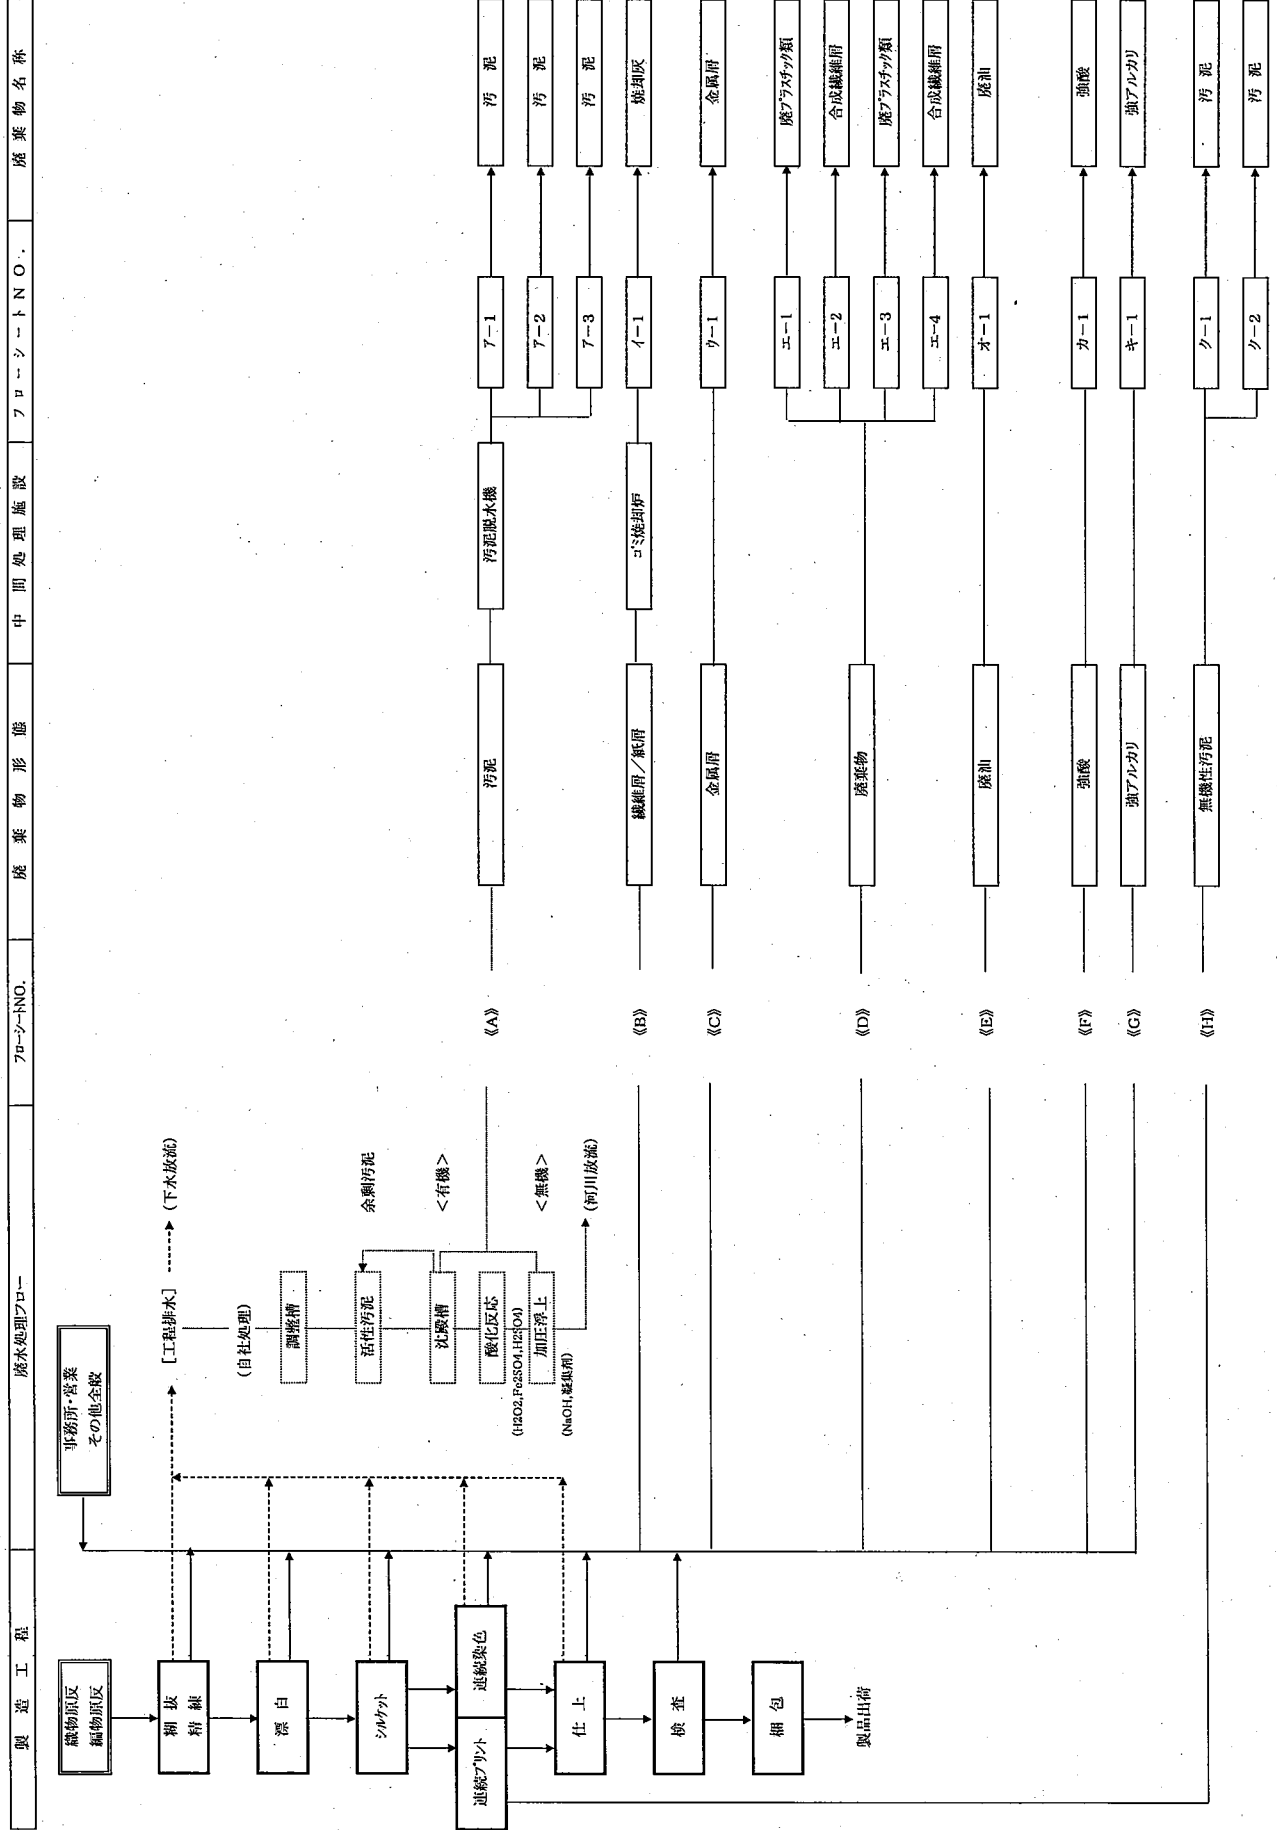 製造工程
廃水処理フロー
フローシートNO.
廃棄物形態
中間処理施設
フローシートNO.
廃棄物名称
織物原反
編物原反
糊抜
精練
漂白
シルケット
連続プリント
連続染色
仕上
検査
梱包
製品出荷
事務所・営業
その他全般
[工程排水]
(下水放流)
(自社処理)
調整槽
活性汚泥
余剰汚泥
沈殿槽
<有機>
酸化反応
(H2O2,Fe2SO4,H2SO4)
加圧浮上
<無機>
(NaOH,凝集剤)
(河川放流)
《A》
汚泥
汚泥脱水機
ア－1
汚泥
ア－2
汚泥
ア－3
汚泥
《B》
繊維屑／紙屑
ゴミ焼却炉
イ－1
焼却灰
《C》
金属屑
ウ－1
金属屑
《D》
廃棄物
エ－1
廃プラスチック類
エ－2
合成繊維屑
エ－3
廃プラスチック類
エ－4
合成繊維屑
《E》
廃油
オ－1
廃油
《F》
強酸
カ－1
強酸
《G》
強アルカリ
キ－1
強アルカリ
《H》
無機性汚泥
ク－1
汚泥
ク－2
汚泥